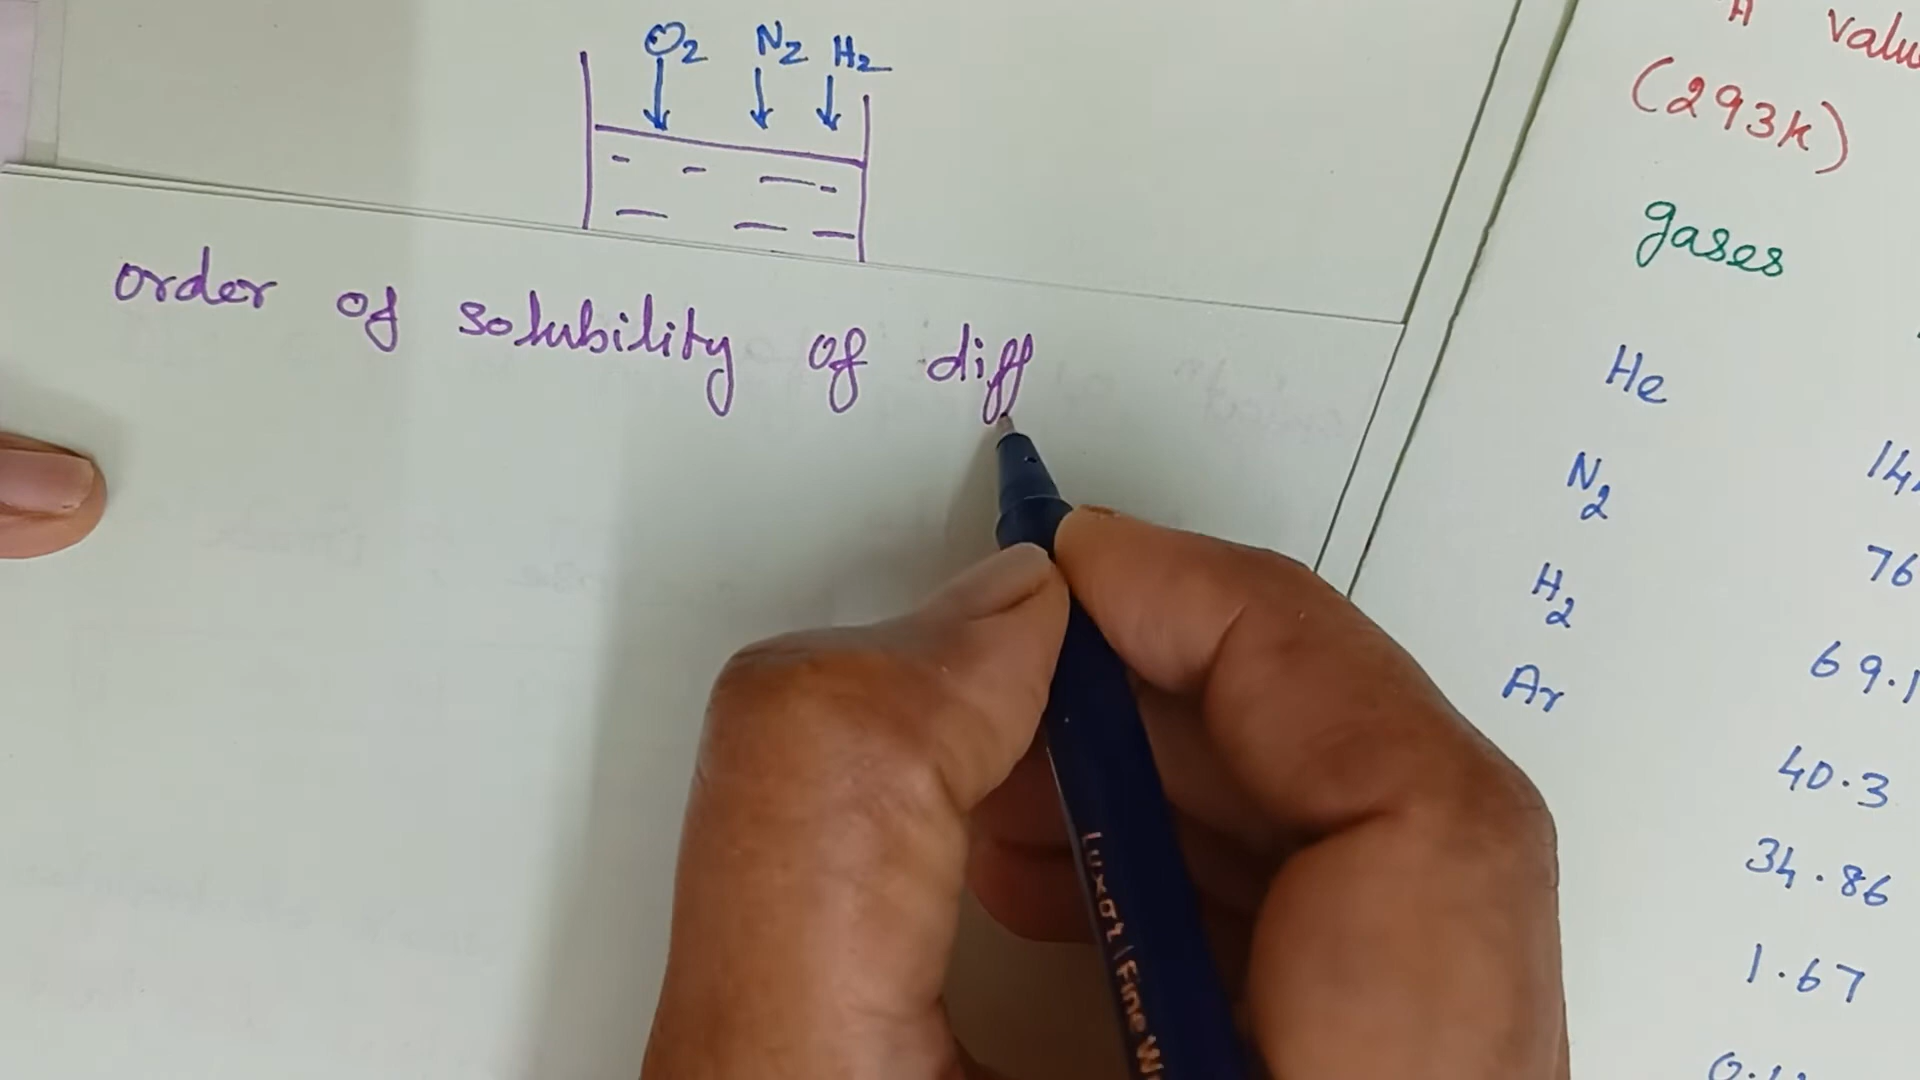 O2 N2 H2
order of solubility of diff
(293K)
gases
He
N2
H2
Ar
76
69.1
40.3
34.86
1.67
Luxor | Fine W